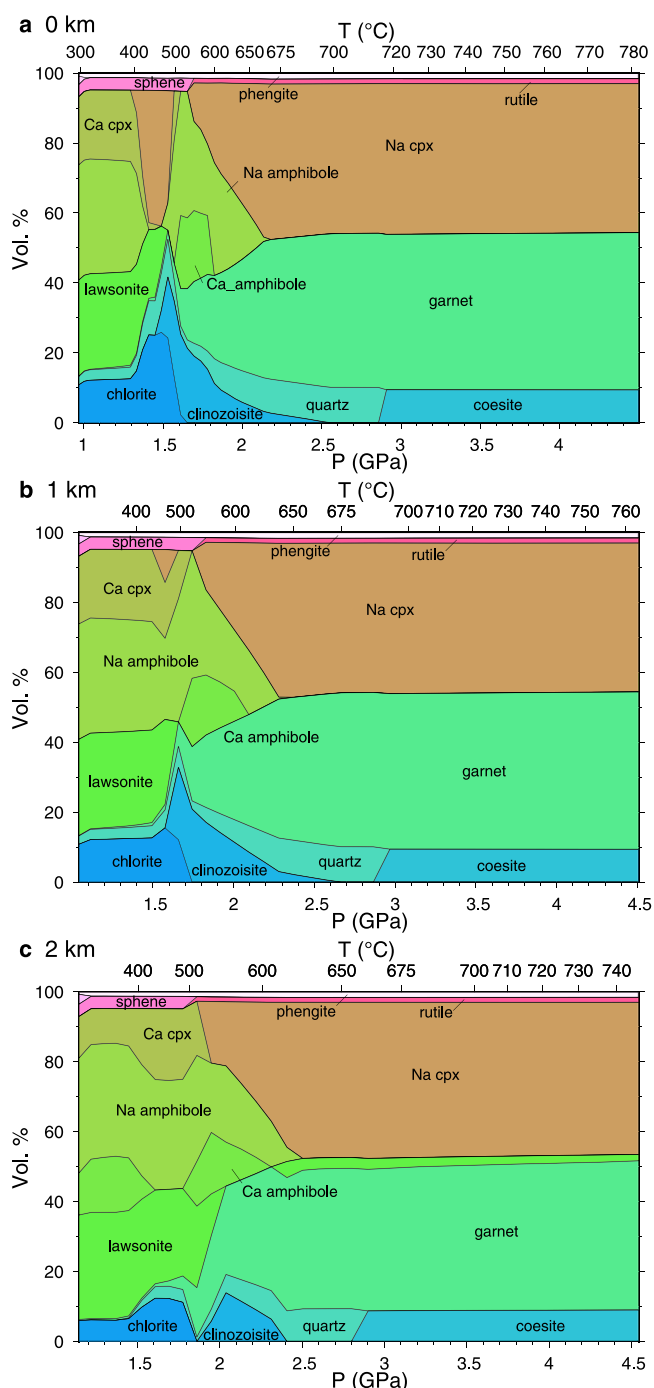 a 0 km
T (°C)
300 400 500 600 650 675 700 720 730 740 750 760 770 780
100
80
60
40
20
0
Vol. %
sphene
phengite
rutile
Ca cpx
Na cpx
Na amphibole
Ca_amphibole
lawsonite
garnet
chlorite
clinozoisite
quartz
coesite
1 1.5 2 2.5 3 3.5 4
P (GPa)
b 1 km
T (°C)
400 500 600 650 675 700 710 720 730 740 750 760
100
80
60
40
20
0
Vol. %
sphene
phengite
rutile
Ca cpx
Na cpx
Na amphibole
Ca amphibole
lawsonite
garnet
chlorite
clinozoisite
quartz
coesite
1.5 2 2.5 3 3.5 4 4.5
P (GPa)
c 2 km
T (°C)
400 500 600 650 675 700 710 720 730 740
100
80
60
40
20
0
Vol. %
sphene
phengite
rutile
Ca cpx
Na cpx
Na amphibole
Ca amphibole
lawsonite
garnet
chlorite
clinozoisite
quartz
coesite
1.5 2 2.5 3 3.5 4 4.5
P (GPa)